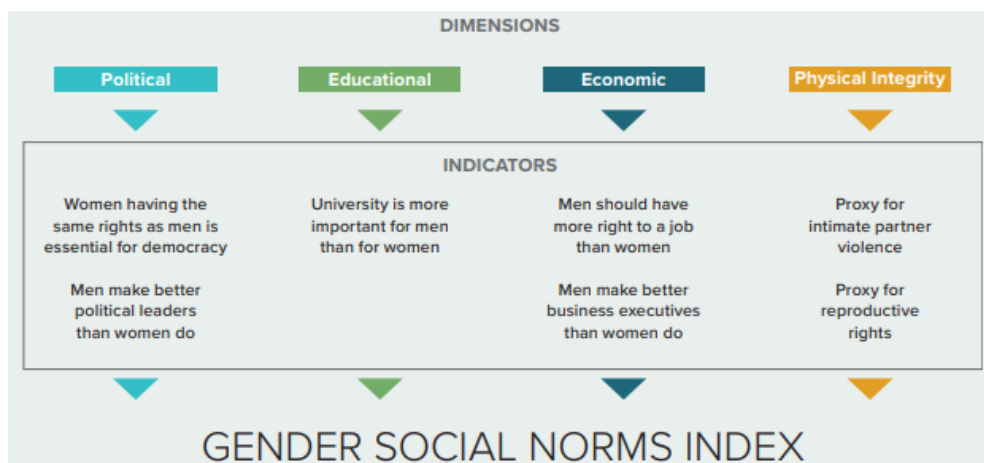 DIMENSIONS
Political
Educational
Economic
Physical Integrity
INDICATORS
Women having the
same rights as men is
essential for democracy
Men make better
political leaders
than women do
University is more
important for men
than for women
Men should have
more right to a job
than women
Men make better
business executives
than women do
Proxy for
intimate partner
violence
Proxy for
reproductive
rights
GENDER SOCIAL NORMS INDEX